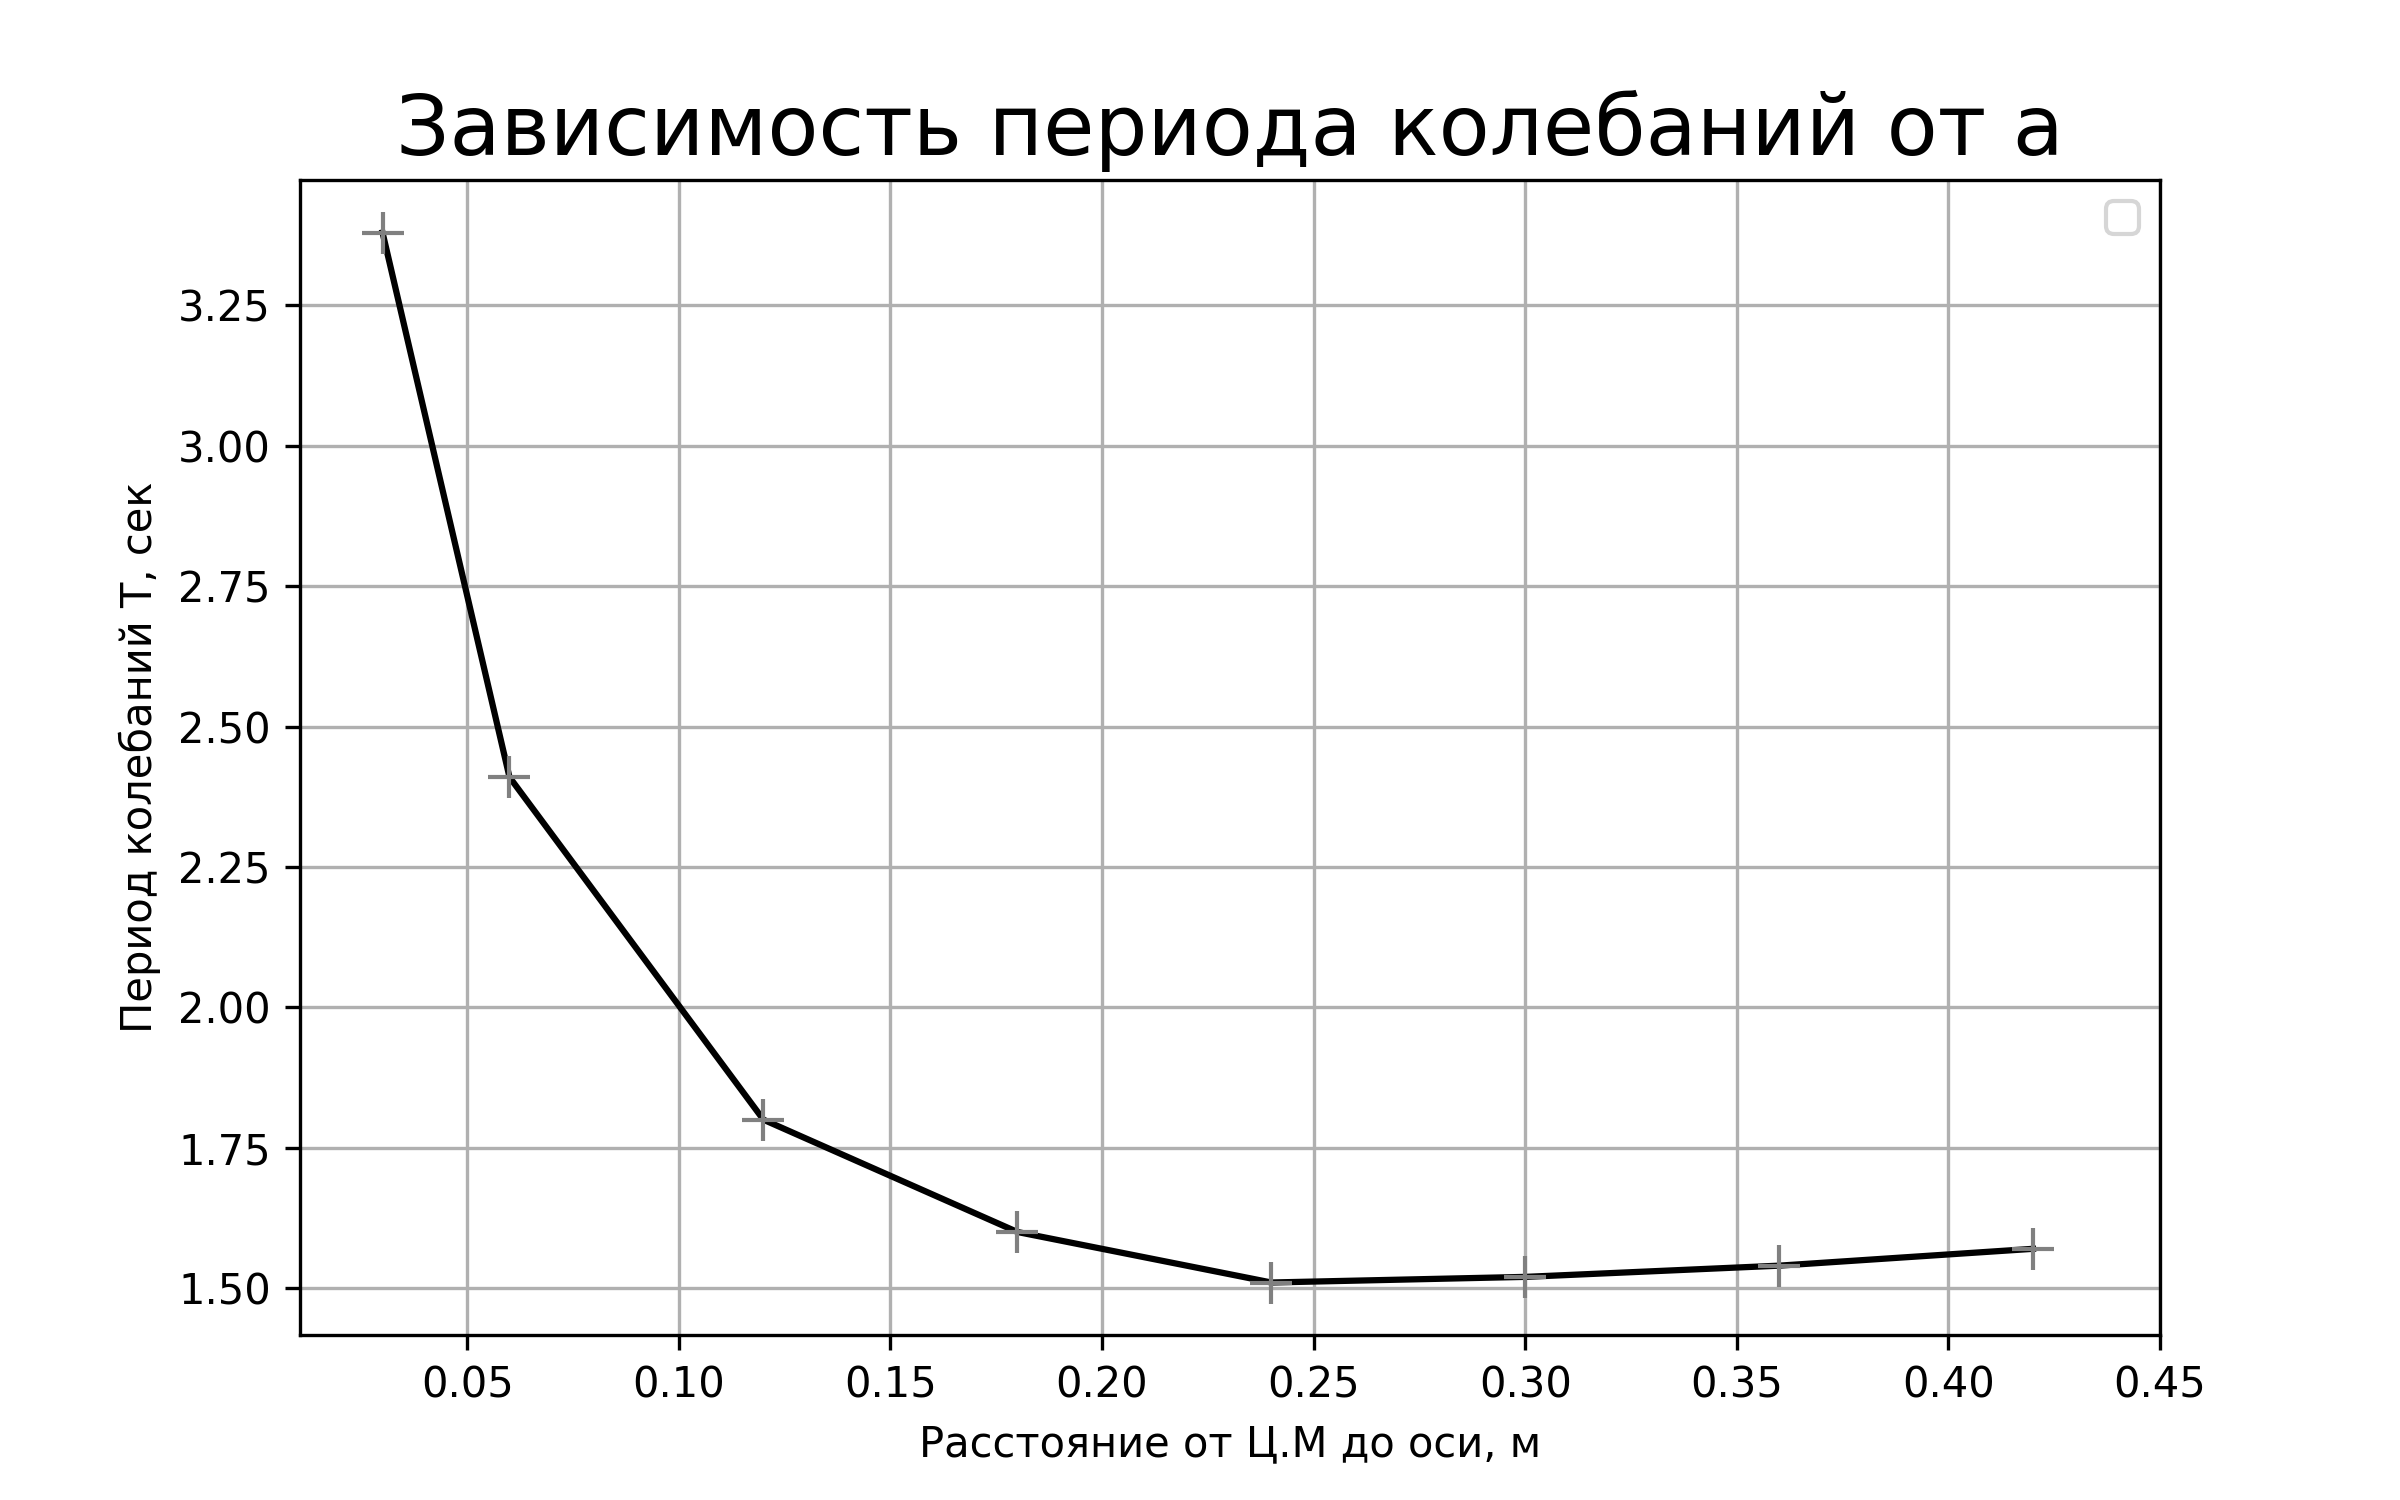 Зависимость периода колебаний от а
Период колебаний Т, сек
3.25
3.00
2.75
2.50
2.25
2.00
1.75
1.50
0.05 0.10 0.15 0.20 0.25 0.30 0.35 0.40 0.45
Расстояние от Ц.М до оси, м